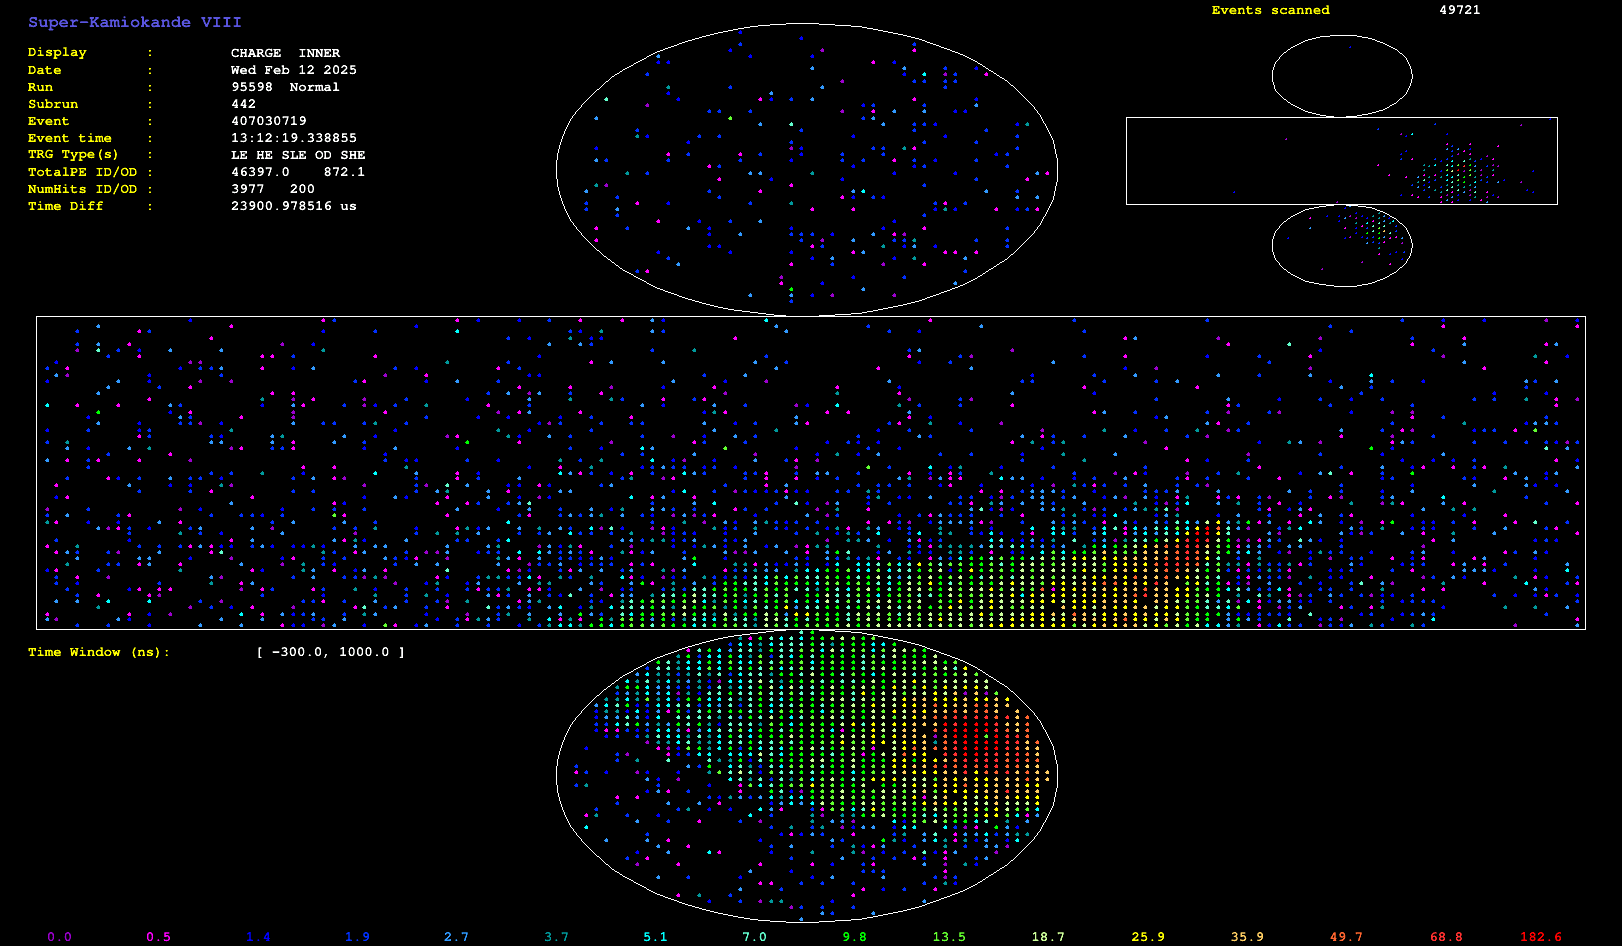 Super-Kamiokande VIII
Events scanned 49721
Display : CHARGE INNER
Date : Wed Feb 12 2025
Run : 95598 Normal
Subrun : 442
Event : 407030719
Event time : 13:12:19.338855
TRG Type(s) : LE HE SLE OD SHE
TotalPE ID/OD : 46397.0 872.1
NumHits ID/OD : 3977 200
Time Diff : 23900.978516 us
Time Window (ns): [ -300.0, 1000.0 ]
0.0 0.5 1.4 1.9 2.7 3.7 5.1 7.0 9.8 13.5 18.7 25.9 35.9 49.7 68.8 182.6